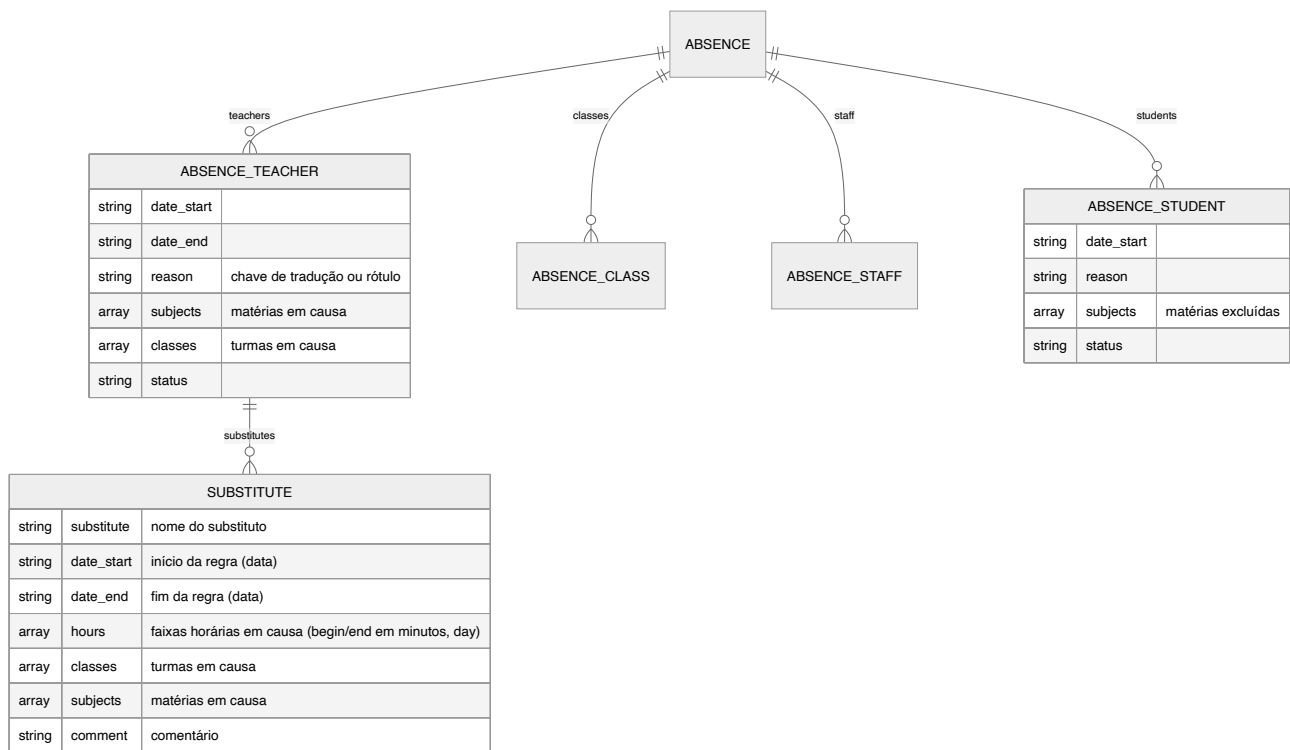 ABSENCE
teachers
classes
staff
students
ABSENCE_TEACHER
string date_start
string date_end
string reason chave de tradução ou rótulo
array subjects matérias em causa
array classes turmas em causa
string status
ABSENCE_CLASS
ABSENCE_STAFF
ABSENCE_STUDENT
string date_start
string reason
array subjects matérias excluídas
string status
substitutes
SUBSTITUTE
string substitute nome do substituto
string date_start início da regra (data)
string date_end fim da regra (data)
array hours faixas horárias em causa (begin/end em minutos, day)
array classes turmas em causa
array subjects matérias em causa
string comment comentário